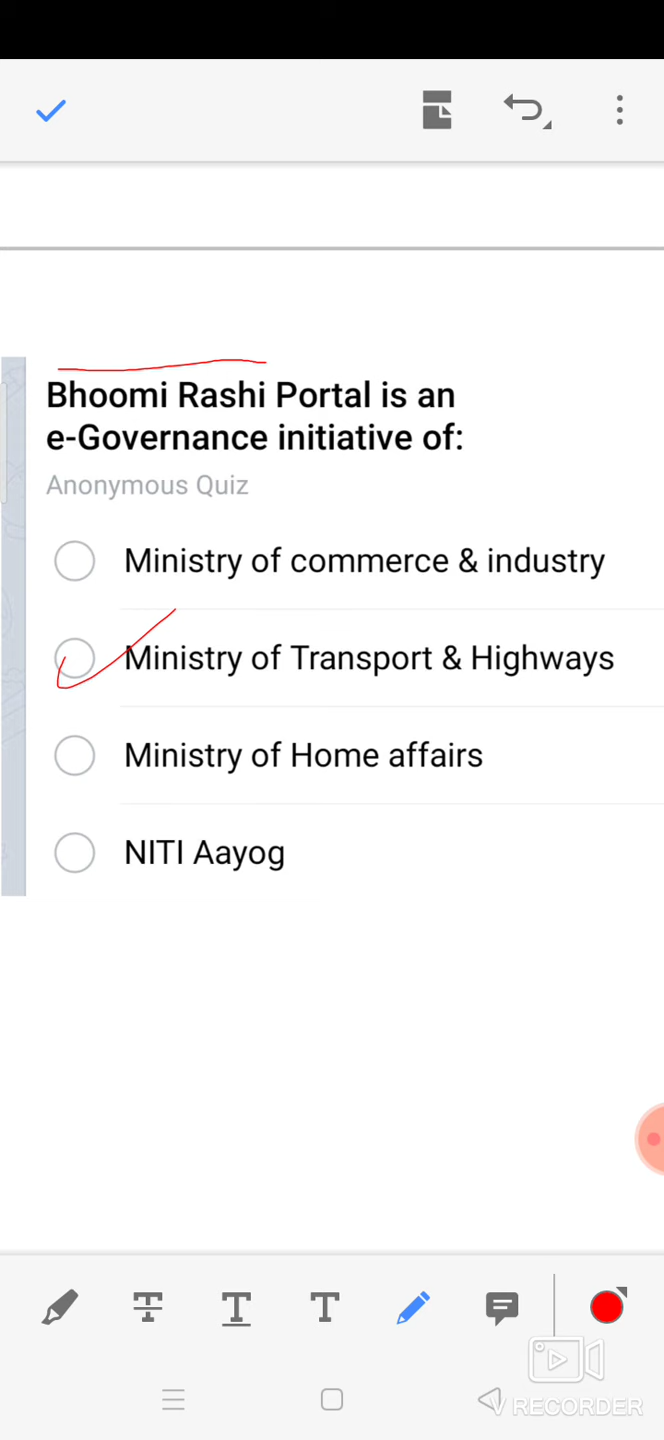 Bhoomi Rashi Portal is an
e-Governance initiative of:
Anonymous Quiz
Ministry of commerce & industry
Ministry of Transport & Highways
Ministry of Home affairs
NITI Aayog
T T T
V RECORDER